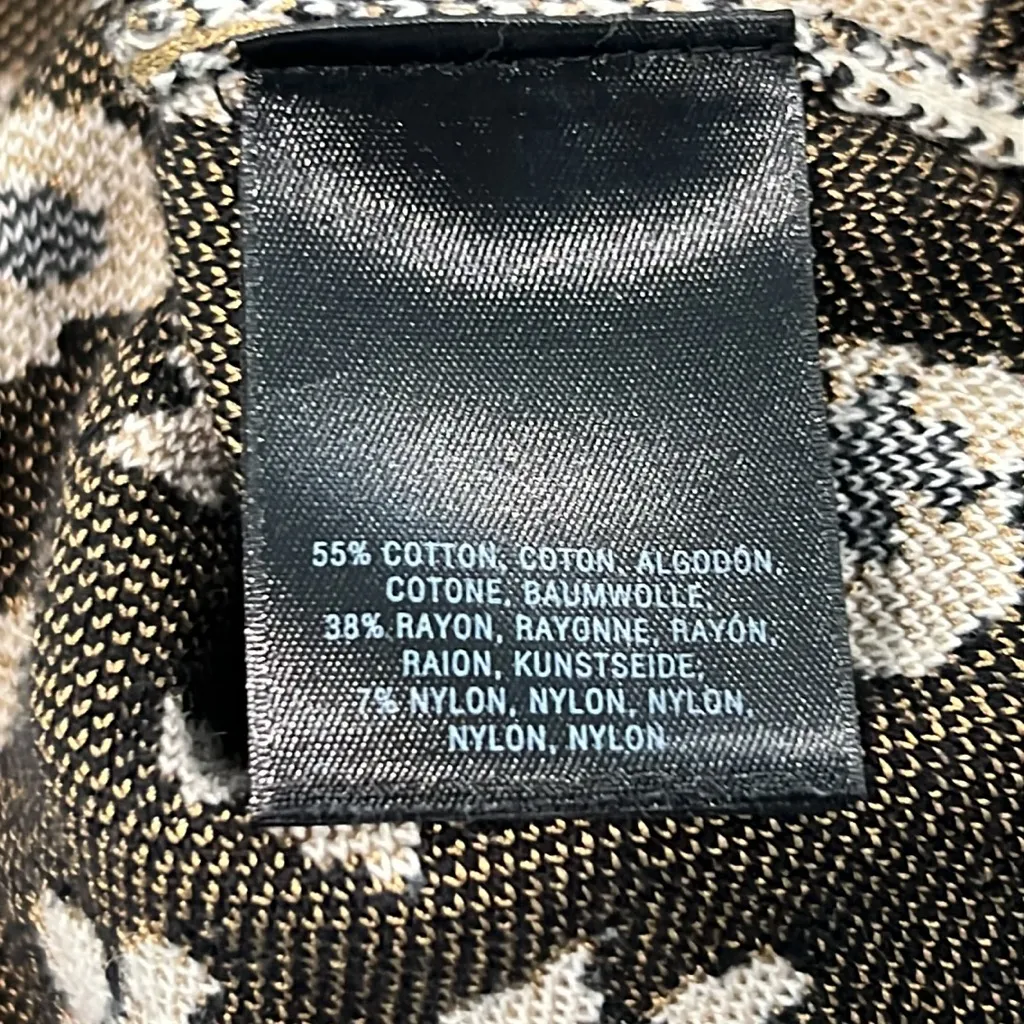 55% COTTON, COTON, ALGODÓN,
COTONE, BAUMWOLLE,
38% RAYON, RAYONNE, RAYÓN,
RAION, KUNSTSEIDE,
7% NYLON, NYLON, NYLON,
NYLON, NYLON